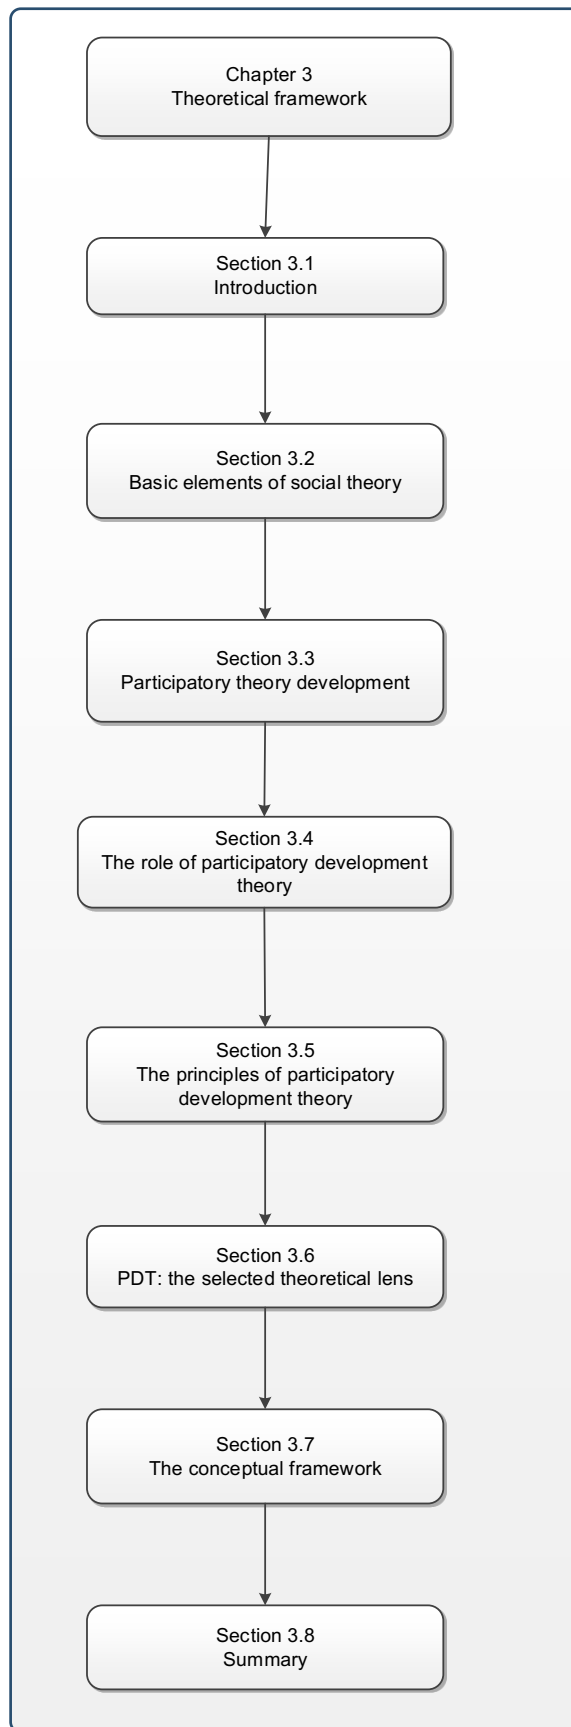 Chapter 3
Theoretical framework
Section 3.1
Introduction
Section 3.2
Basic elements of social theory
Section 3.3
Participatory theory development
Section 3.4
The role of participatory development
theory
Section 3.5
The principles of participatory
development theory
Section 3.6
PDT: the selected theoretical lens
Section 3.7
The conceptual framework
Section 3.8
Summary